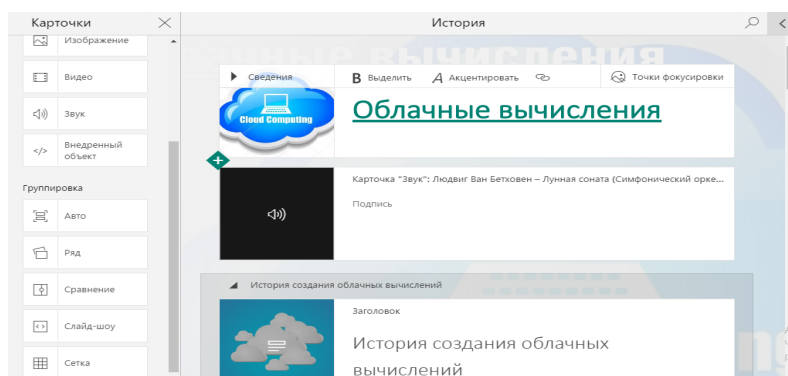 Карточки
История
Изображение
Видео
Звук
</>
Внедренный
объект
Группировка
Авто
Ряд
Сравнение
Слайд-шоу
Сетка
вычисления
Сведения
B Выделить
A Акцентировать
Точки фокусировки
Cloud Computing
Облачные вычисления
Карточка "Звук": Людвиг Ван Бетховен – Лунная соната (Симфонический орке...
Подпись
История создания облачных вычислений
Заголовок
История создания облачных
вычислений